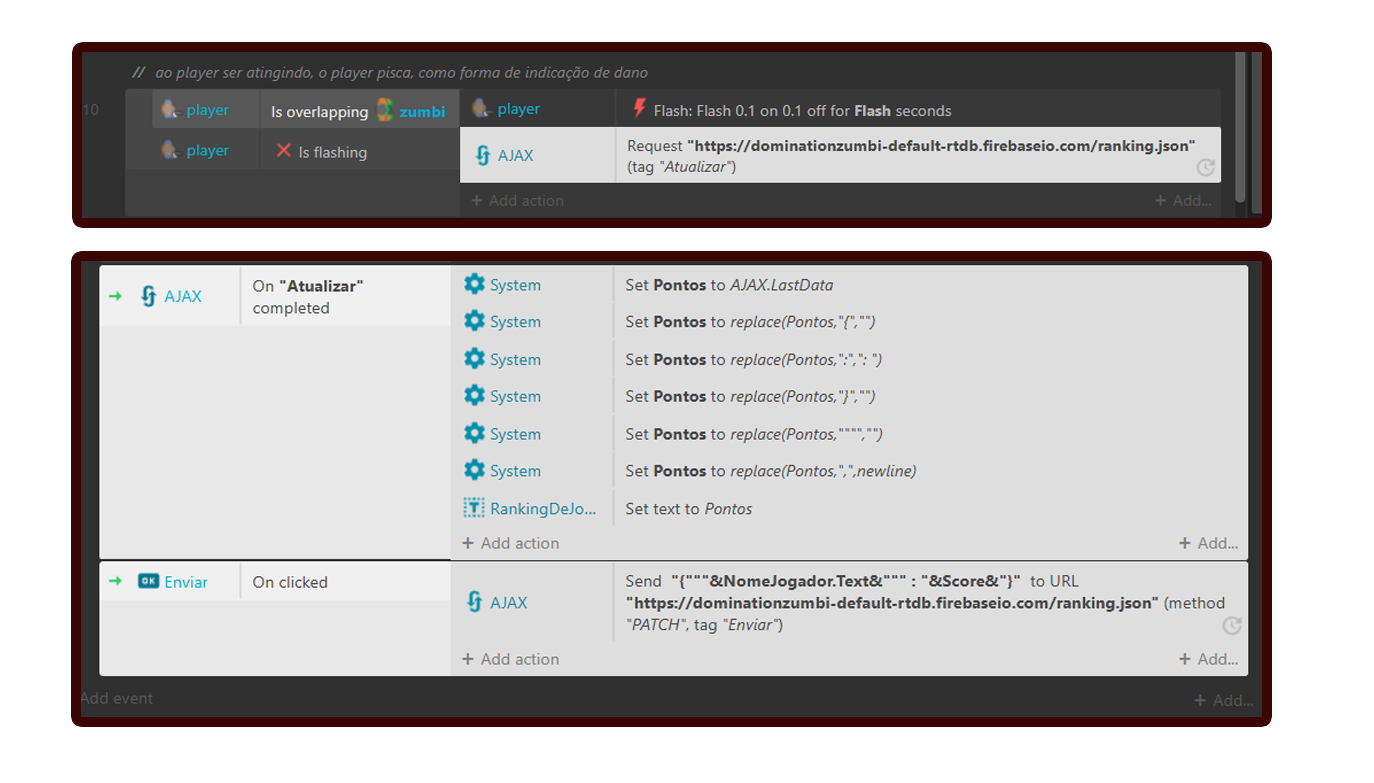 // ao player ser atingindo, o player pisca, como forma de indicação de dano
10
player Is overlapping zumbi
player Is flashing
player Flash: Flash 0.1 on 0.1 off for Flash seconds
AJAX Request "https://dominationzumbi-default-rtdb.firebaseio.com/ranking.json"
(tag "Atualizar")
+ Add action + Add...
AJAX On "Atualizar"
completed
System Set Pontos to AJAX.LastData
System Set Pontos to replace(Pontos,"{","")
System Set Pontos to replace(Pontos,":",": ")
System Set Pontos to replace(Pontos,"}","")
System Set Pontos to replace(Pontos,"""","")
System Set Pontos to replace(Pontos,",",newline)
RankingDeJo... Set text to Pontos
+ Add action + Add...
OK Enviar On clicked
AJAX Send "{"""&NomeJogador.Text&""" : "&Score&"}" to URL
"https://dominationzumbi-default-rtdb.firebaseio.com/ranking.json" (method
"PATCH", tag "Enviar")
+ Add action + Add...
Add event + Add...